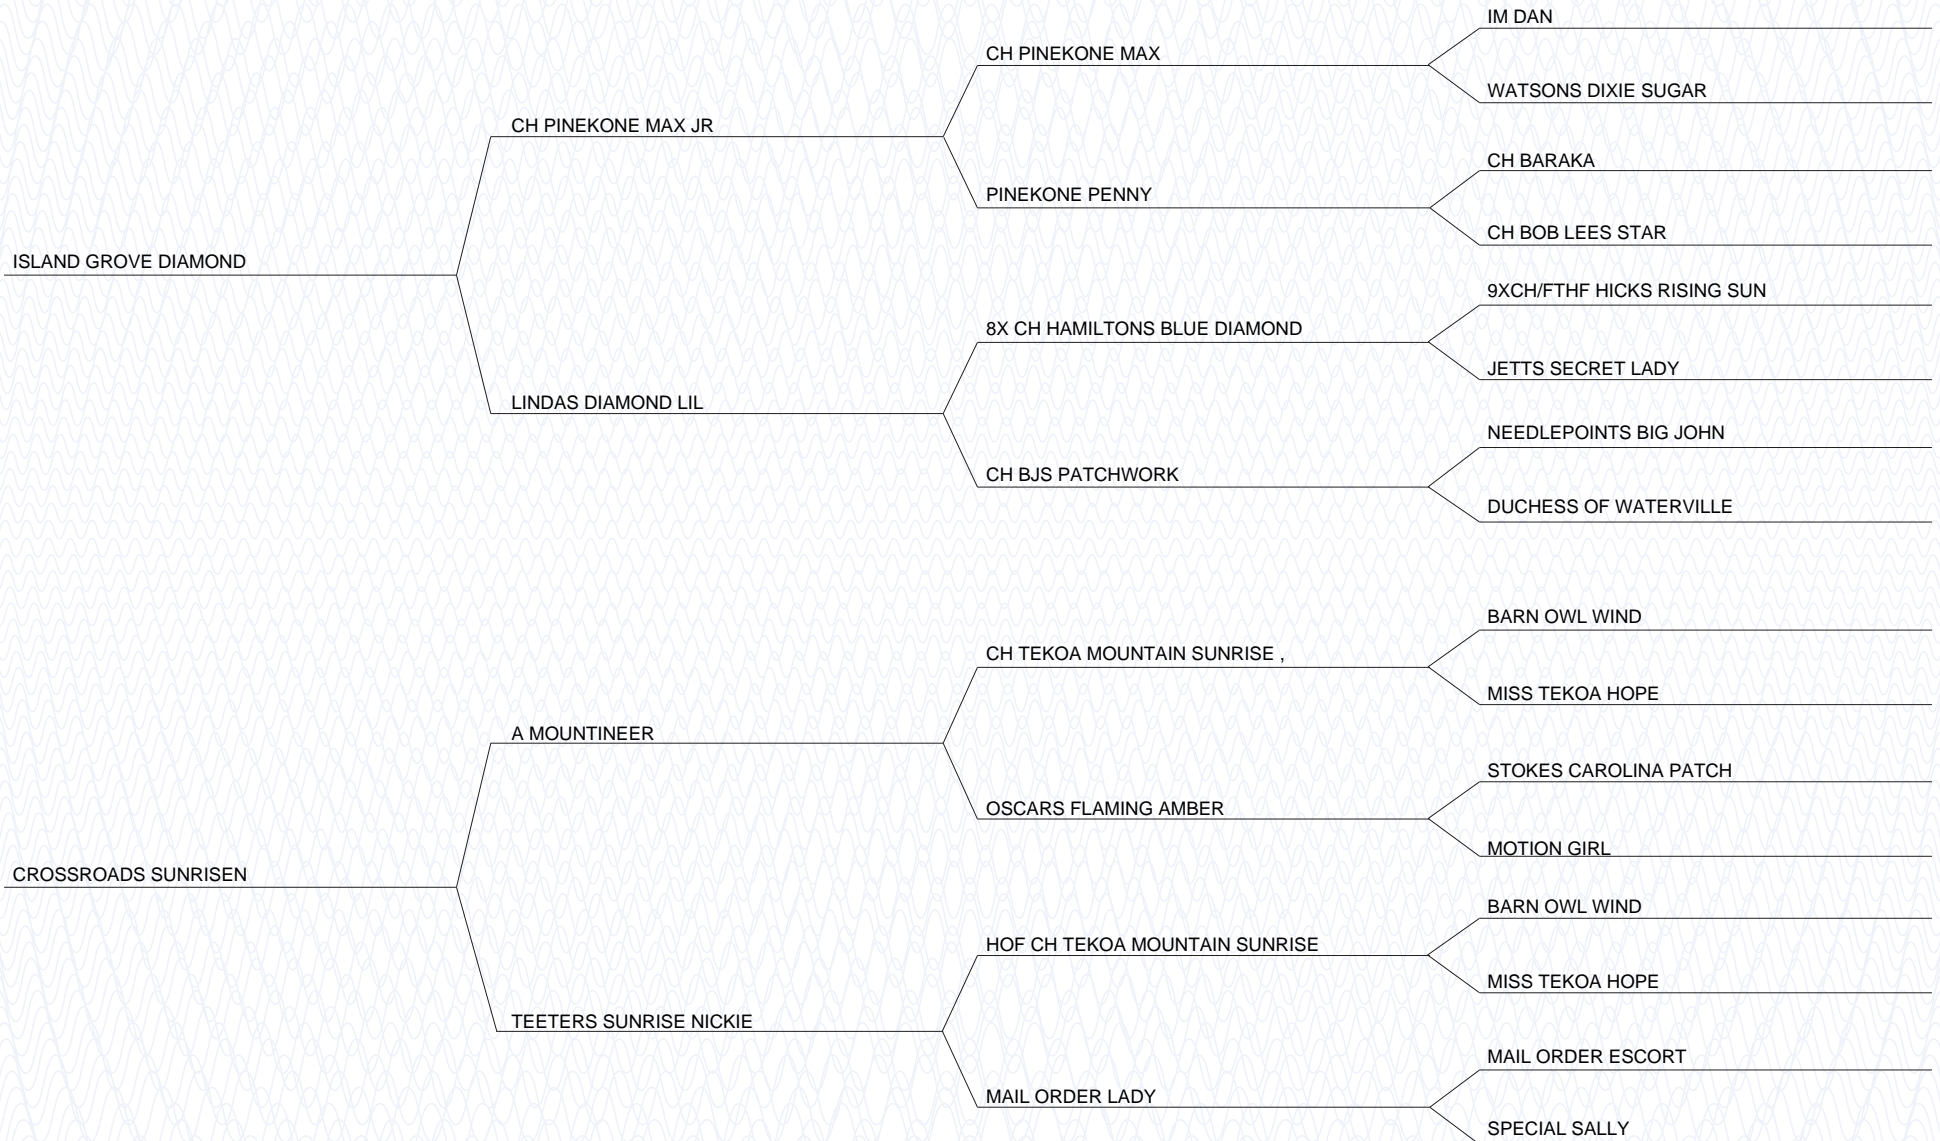 IM DAN
CH PINEKONE MAX
WATSONS DIXIE SUGAR
CH PINEKONE MAX JR
CH BARAKA
PINEKONE PENNY
CH BOB LEES STAR
ISLAND GROVE DIAMOND
9XCH/FTHF HICKS RISING SUN
8X CH HAMILTONS BLUE DIAMOND
JETTS SECRET LADY
LINDAS DIAMOND LIL
NEEDLEPOINTS BIG JOHN
CH BJS PATCHWORK
DUCHESS OF WATERVILLE
BARN OWL WIND
CH TEKOA MOUNTAIN SUNRISE ,
MISS TEKOA HOPE
A MOUNTINEER
STOKES CAROLINA PATCH
OSCARS FLAMING AMBER
MOTION GIRL
CROSSROADS SUNRISEN
BARN OWL WIND
HOF CH TEKOA MOUNTAIN SUNRISE
MISS TEKOA HOPE
TEETERS SUNRISE NICKIE
MAIL ORDER ESCORT
MAIL ORDER LADY
SPECIAL SALLY